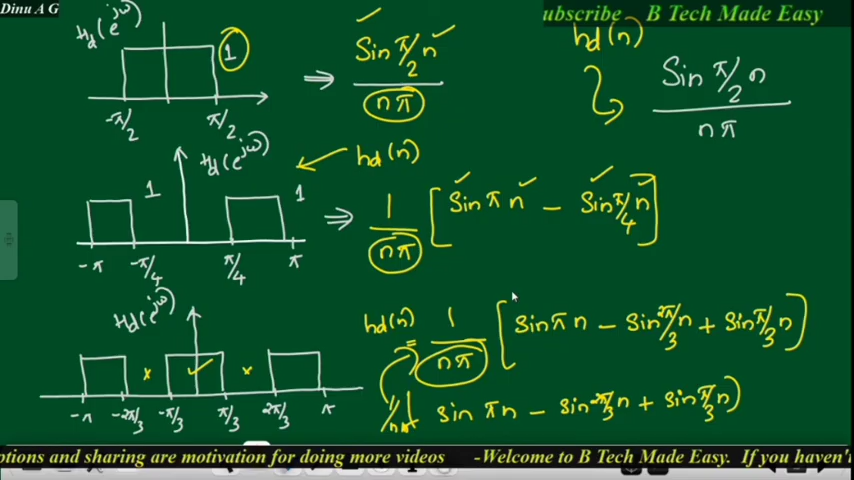 Dinu A G
ubscribe B Tech Made Easy
Hd(e^jω)
1
-π/2
π/2
⇒ Sin π/2 n / nπ
hd(n)
Sin π/2 n / nπ
Hd(e^jω)
hd(n)
1
1
-π
-π/4
π/4
π
⇒ 1/nπ [Sin π n - Sin π/4 n]
Hd(e^jω)
-π
-2π/3
-π/3
π/3
2π/3
π
hd(n) = 1/nπ [Sin π n - Sin 2π/3 n + Sin π/3 n]
sin πn - sin 2π/3 n + sin π/3 n)
ptions and sharing are motivation for doing more videos -Welcome to B Tech Made Easy. If you haven'